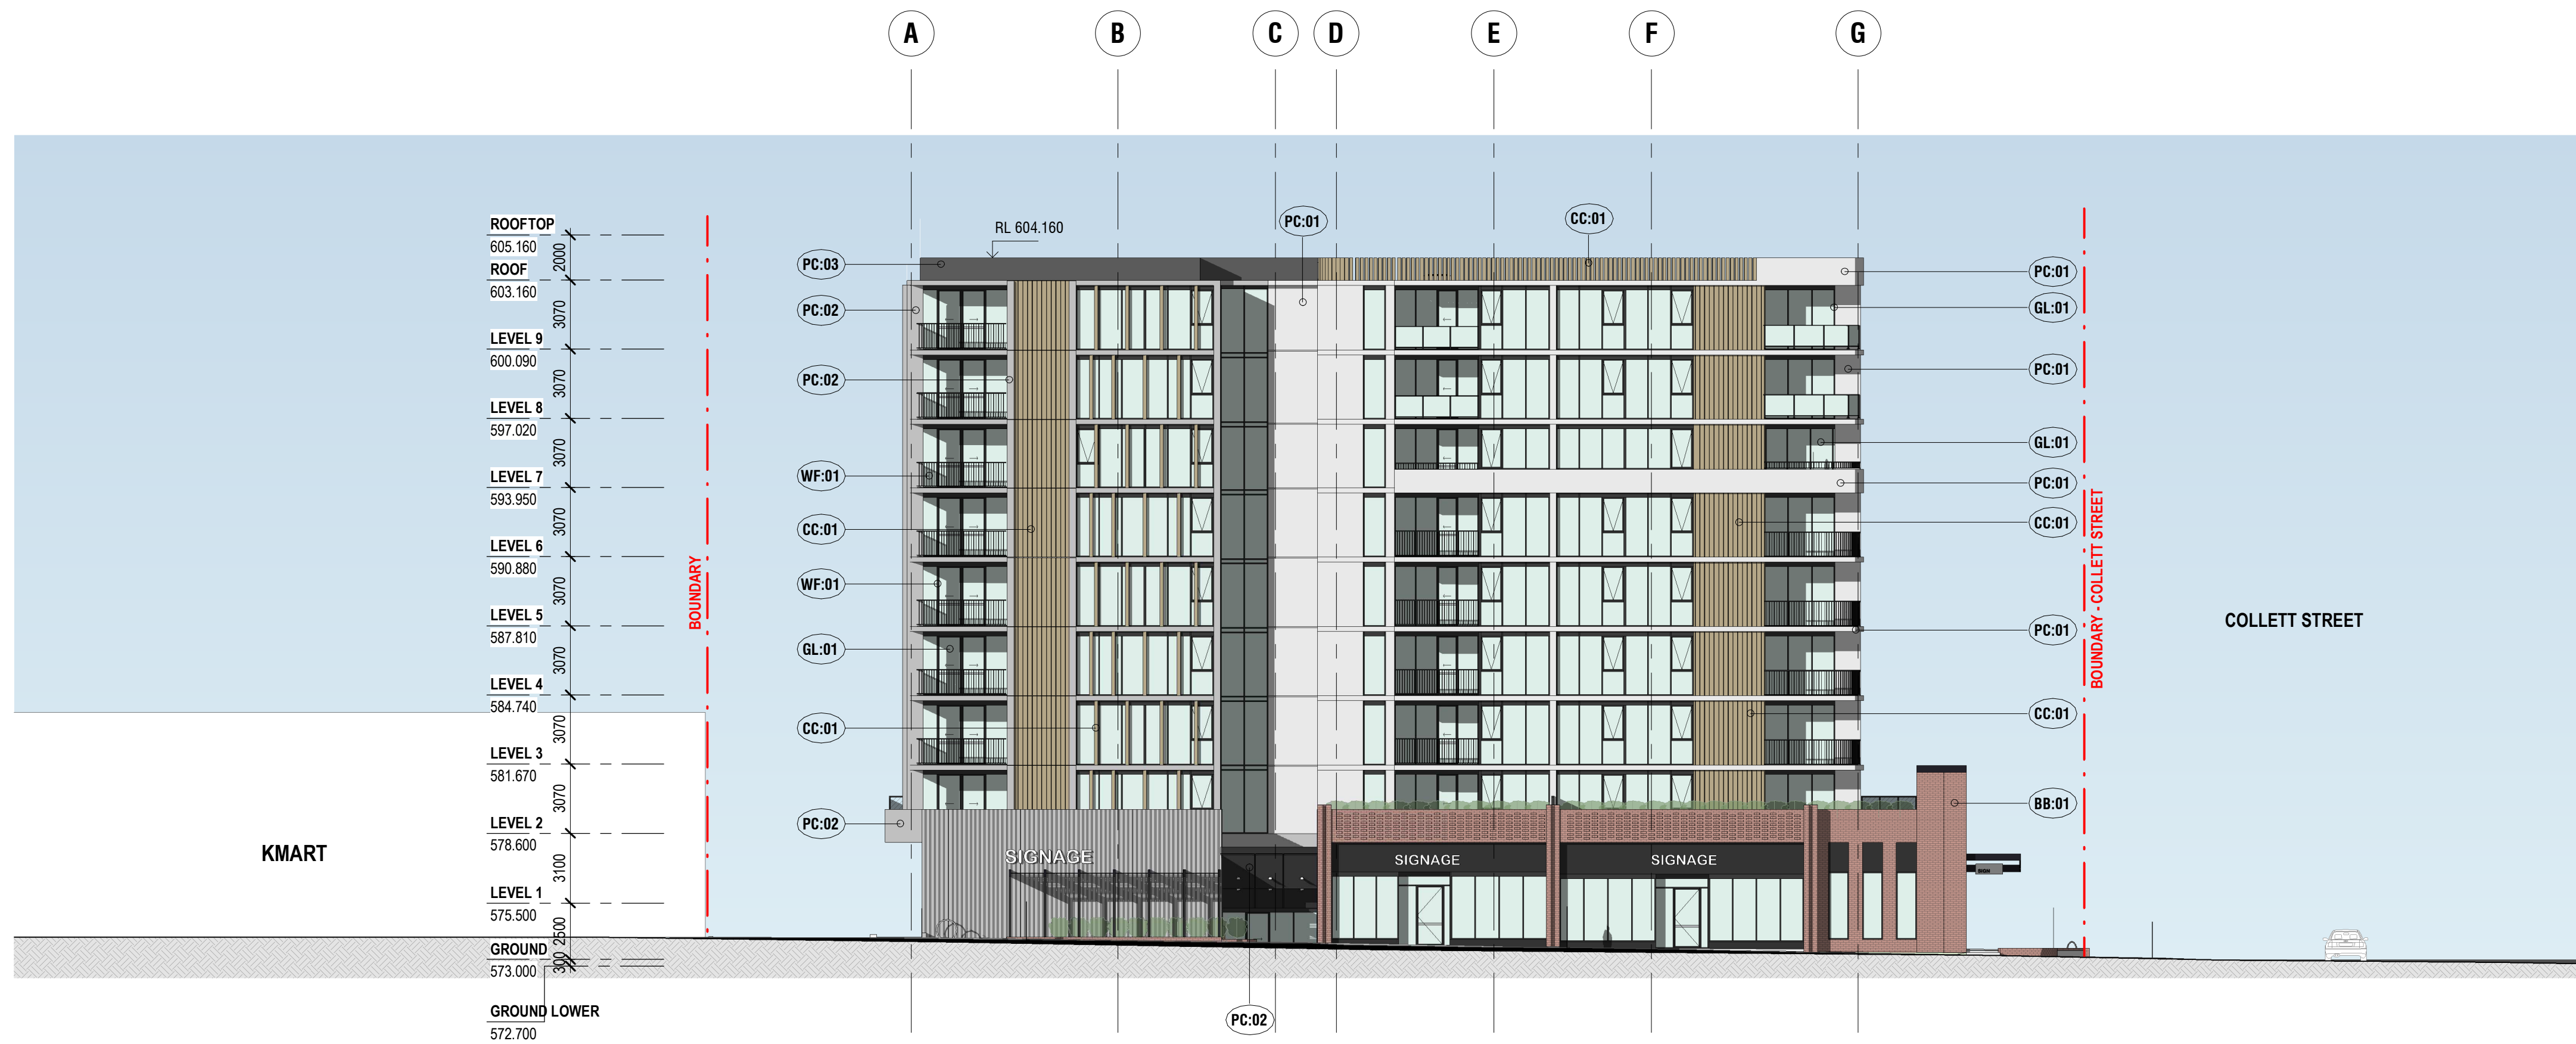 A
B
C
D
E
F
G
ROOFTOP
605.160
2000
ROOF
603.160
3070
LEVEL 9
600.090
3070
LEVEL 8
597.020
3070
LEVEL 7
593.950
3070
LEVEL 6
590.880
3070
LEVEL 5
587.810
3070
LEVEL 4
584.740
3070
LEVEL 3
581.670
3070
LEVEL 2
578.600
3100
LEVEL 1
575.500
2500
GROUND
573.000
300
GROUND LOWER
572.700
KMART
BOUNDARY
RL 604.160
PC:01
CC:01
PC:03
PC:02
PC:02
WF:01
CC:01
WF:01
GL:01
CC:01
PC:02
SIGNAGE
SIGNAGE
SIGNAGE
SIGN
PC:02
PC:01
GL:01
PC:01
GL:01
PC:01
CC:01
PC:01
CC:01
BB:01
BOUNDARY - COLLETT STREET
COLLETT STREET